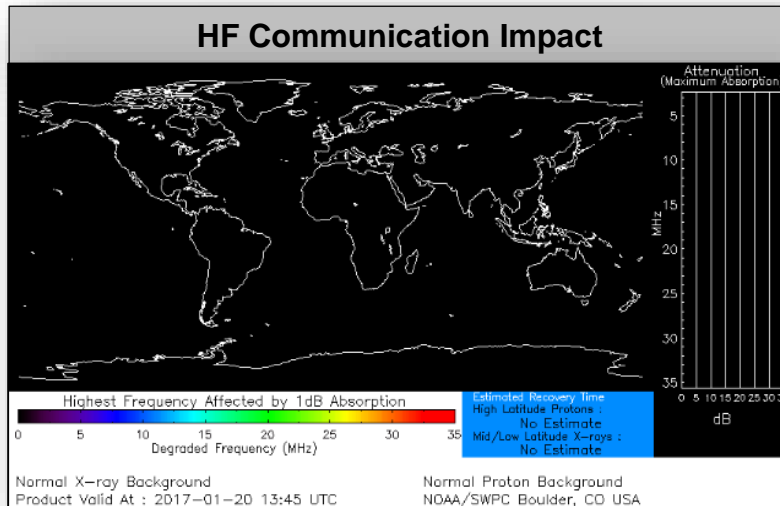 HF Communication Impact
Attenuation
(Maximum Absorption
5
10
15
20
25
30
35
MHz
0 5 10 15 20 25 30
dB
Highest Frequency Affected by 1dB Absorption
0 5 10 15 20 25 30 35
Degraded Frequency (MHz)
Estimated Recovery Time
High Latitude Protons :
No Estimate
Mid/Low Latitude X-rays :
No Estimate
Normal X-ray Background
Normal Proton Background
Product Valid At : 2017-01-20 13:45 UTC
NOAA/SWPC Boulder, CO USA